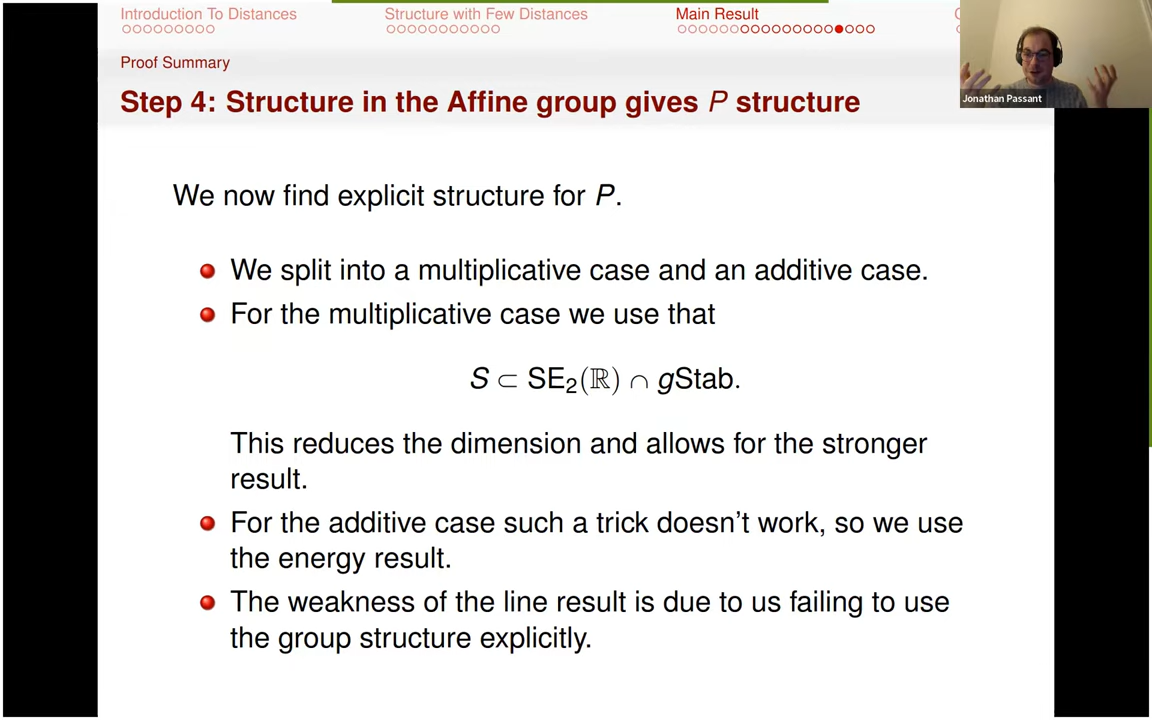 Introduction To Distances
Structure with Few Distances
Main Result
Proof Summary
Step 4: Structure in the Affine group gives P structure
Jonathan Passant
We now find explicit structure for P.
We split into a multiplicative case and an additive case.
For the multiplicative case we use that
S ⊂ SE₂(ℝ) ∩ gStab.
This reduces the dimension and allows for the stronger
result.
For the additive case such a trick doesn't work, so we use
the energy result.
The weakness of the line result is due to us failing to use
the group structure explicitly.